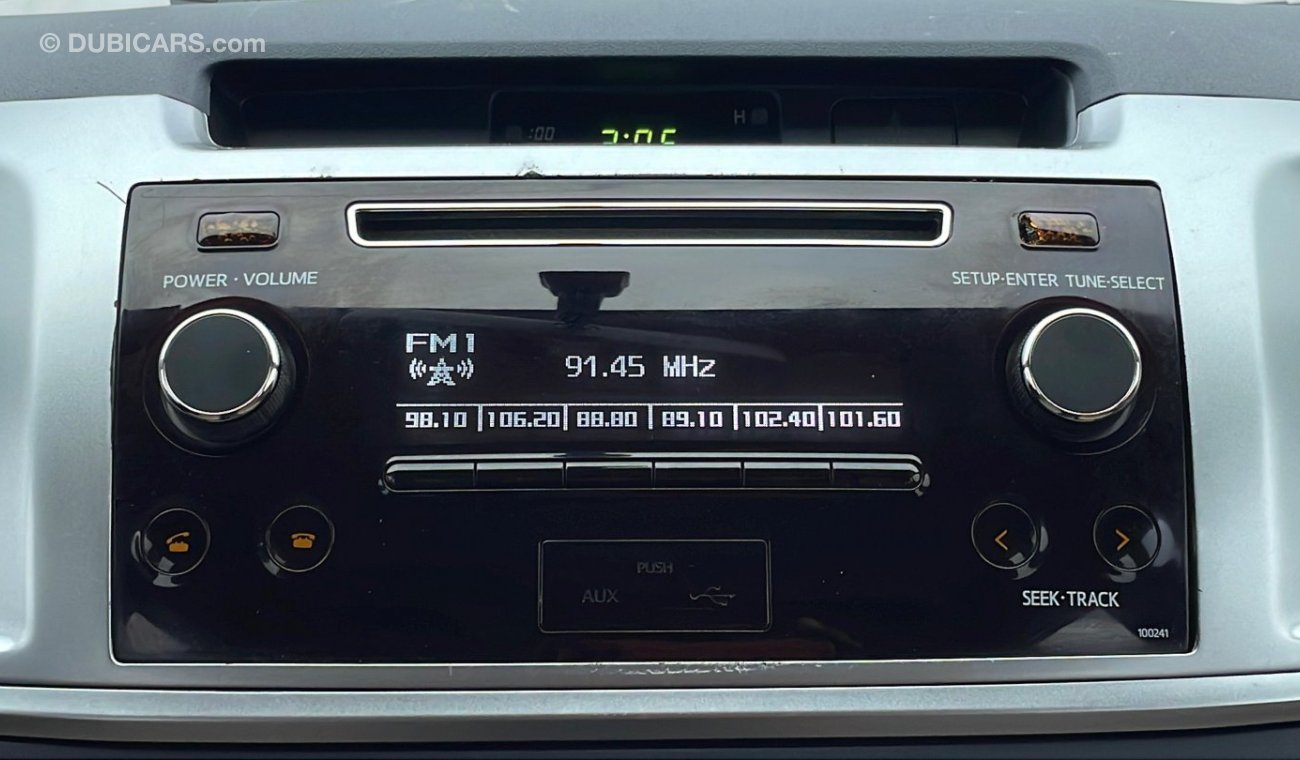 © DUBICARS.com
:00
H
POWER · VOLUME
SETUP·ENTER TUNE·SELECT
FM1
91.45 MHz
98.10 106.20 88.80 89.10 102.40 101.60
PUSH
AUX
SEEK·TRACK
100241